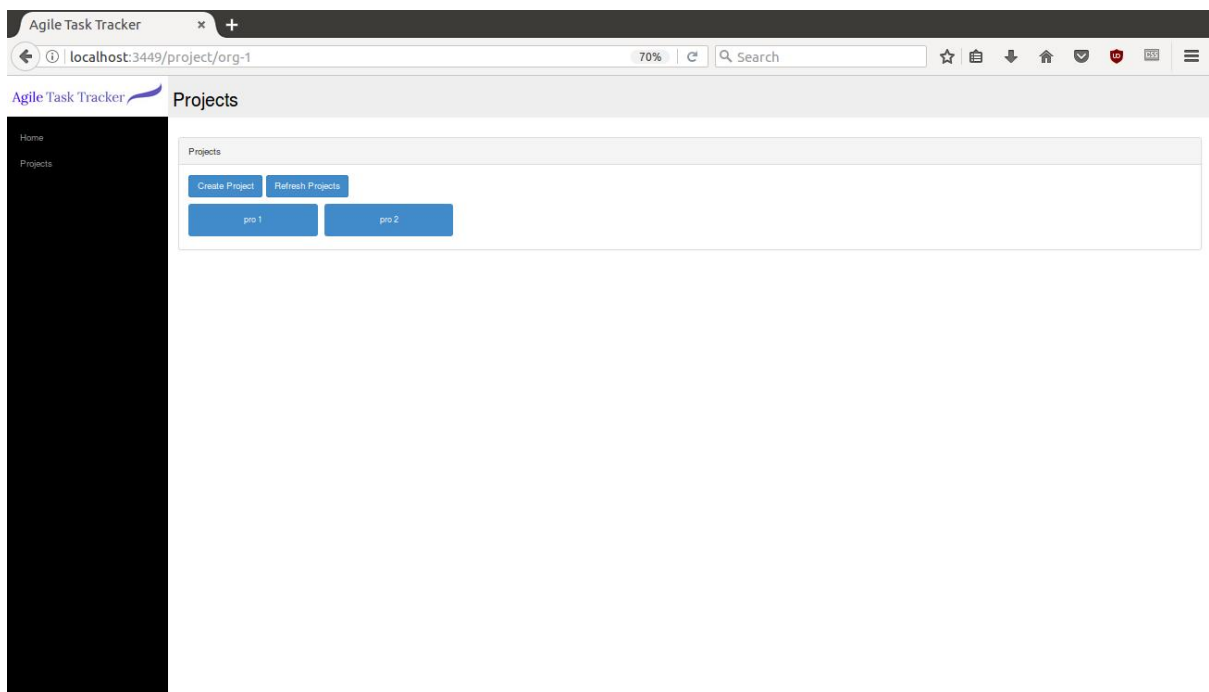 Agile Task Tracker
localhost:3449/project/org-1 70% Search
Agile Task Tracker
Projects
Home
Projects
Projects
Create Project Refresh Projects
pro 1 pro 2